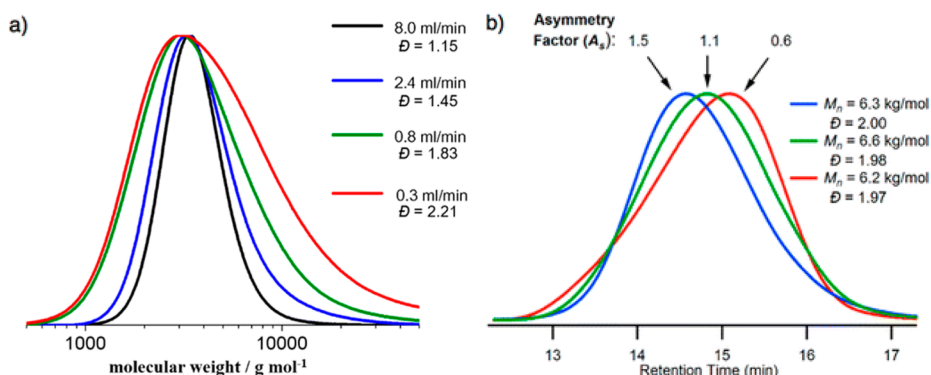 a)
8.0 ml/min
Đ = 1.15
2.4 ml/min
Đ = 1.45
0.8 ml/min
Đ = 1.83
0.3 ml/min
Đ = 2.21
1000
10000
molecular weight / g mol⁻¹
b)
Asymmetry
Factor (Aₛ): 1.5 1.1 0.6
Mₙ = 6.3 kg/mol
Đ = 2.00
Mₙ = 6.6 kg/mol
Đ = 1.98
Mₙ = 6.2 kg/mol
Đ = 1.97
13 14 15 16 17
Retention Time (min)